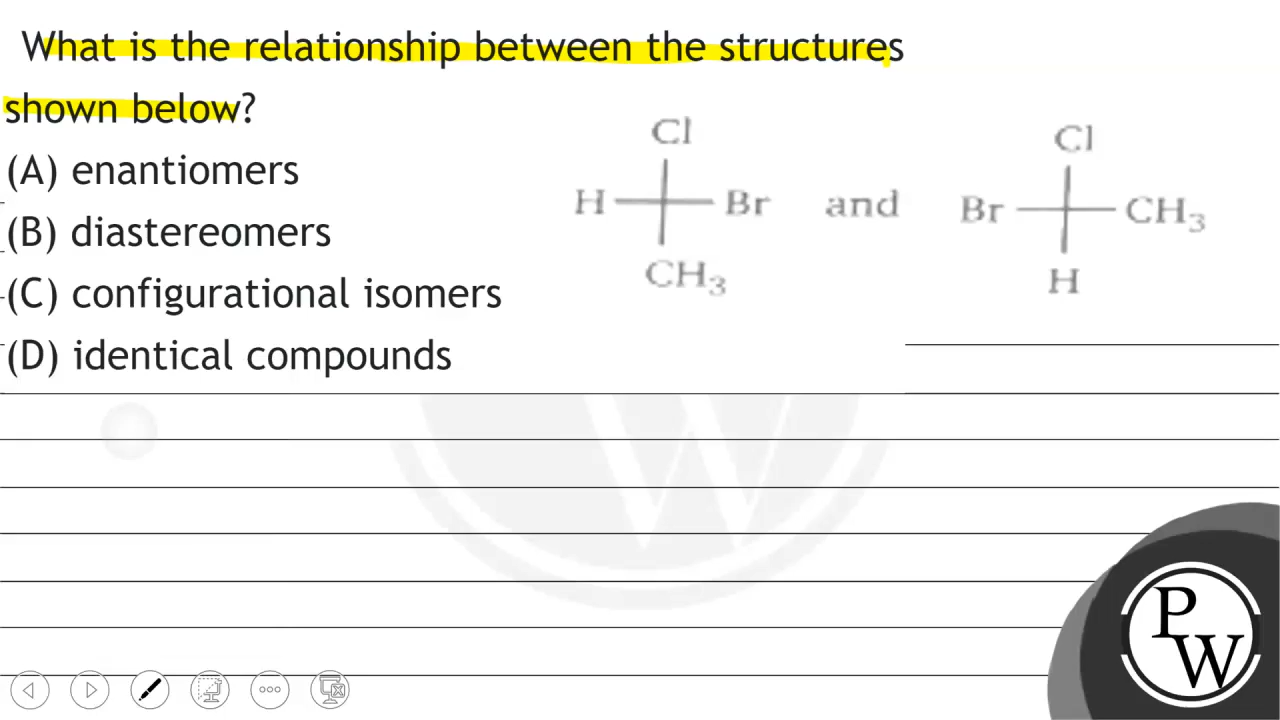 What is the relationship between the structures
shown below?
(A) enantiomers
(B) diastereomers
(C) configurational isomers
(D) identical compounds
Cl
H Br
CH₃
and
Cl
Br CH₃
H
P
W